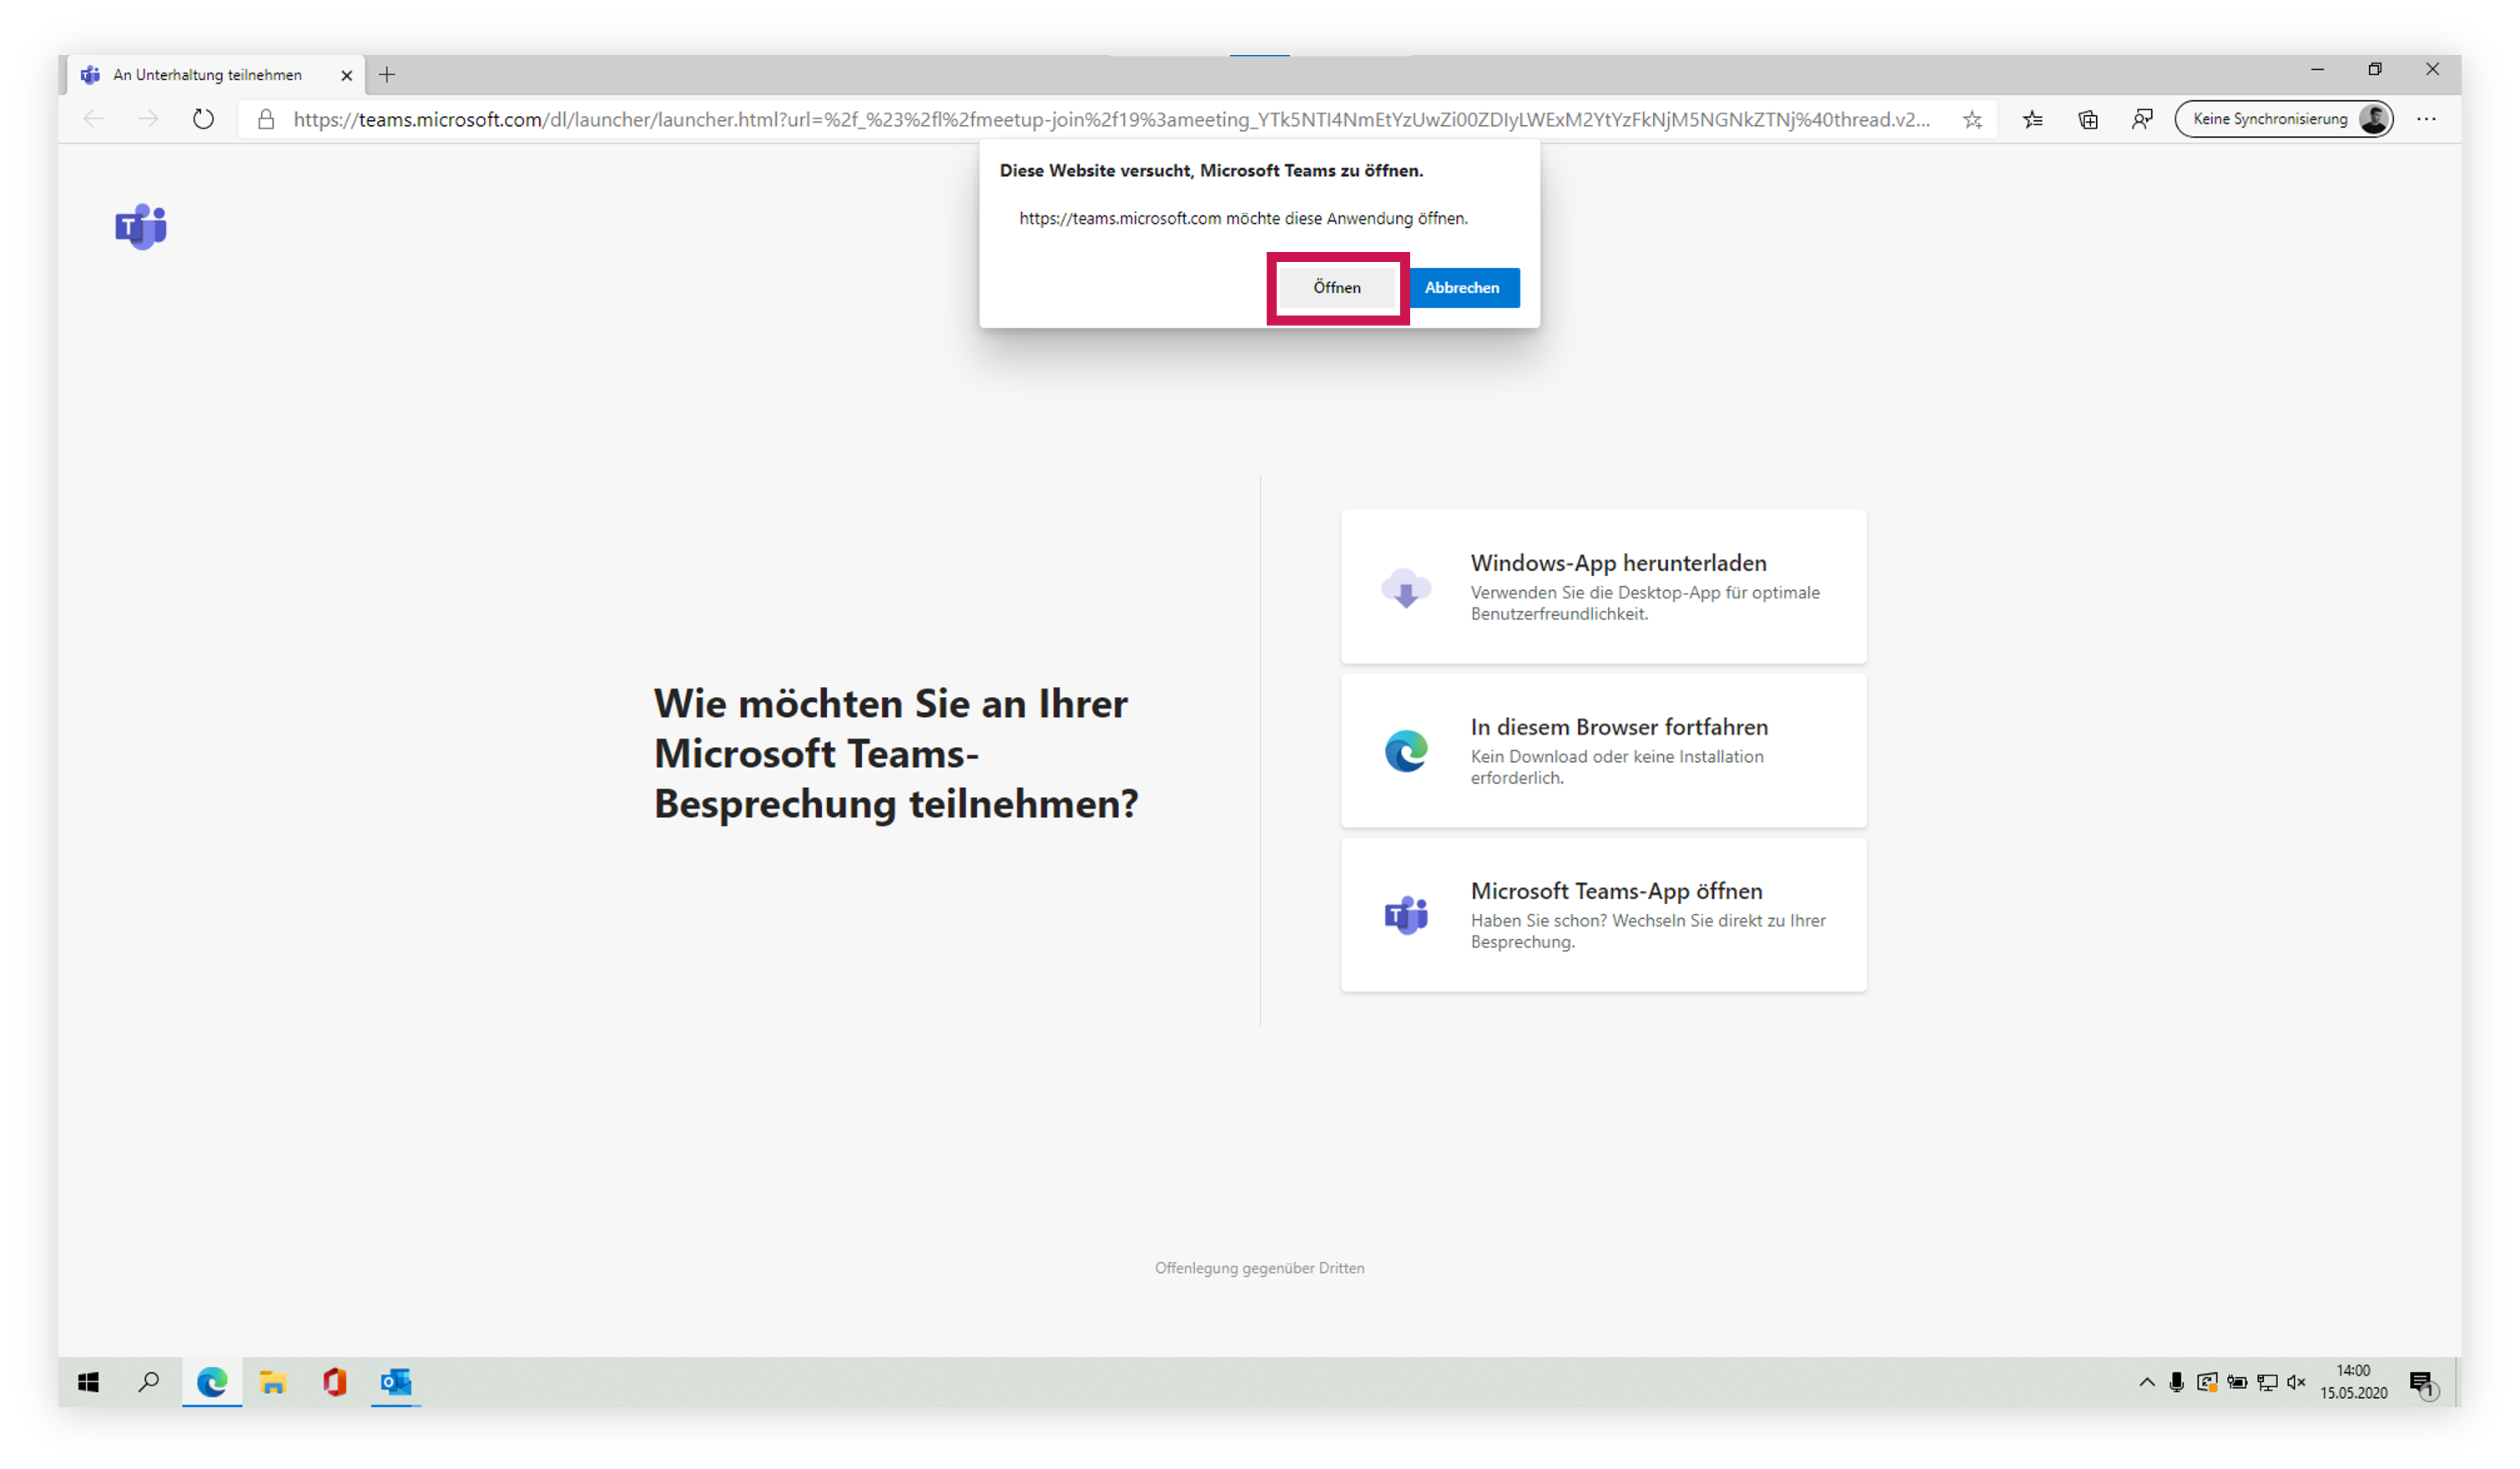 An Unterhaltung teilnehmen
https://teams.microsoft.com/dl/launcher/launcher.html?url=%2f_%23%2fl%2fmeetup-join%2f19%3ameeting_YTk5NTI4NmEtYzUwZi00ZDIyLWExM2YtYzFkNjM5NGNkZTNj%40thread.v2...
Keine Synchronisierung
Diese Website versucht, Microsoft Teams zu öffnen.
https://teams.microsoft.com möchte diese Anwendung öffnen.
Öffnen
Abbrechen
Wie möchten Sie an Ihrer
Microsoft Teams-
Besprechung teilnehmen?
Windows-App herunterladen
Verwenden Sie die Desktop-App für optimale
Benutzerfreundlichkeit.
In diesem Browser fortfahren
Kein Download oder keine Installation
erforderlich.
Microsoft Teams-App öffnen
Haben Sie schon? Wechseln Sie direkt zu Ihrer
Besprechung.
Offenlegung gegenüber Dritten
14:00
15.05.2020
1